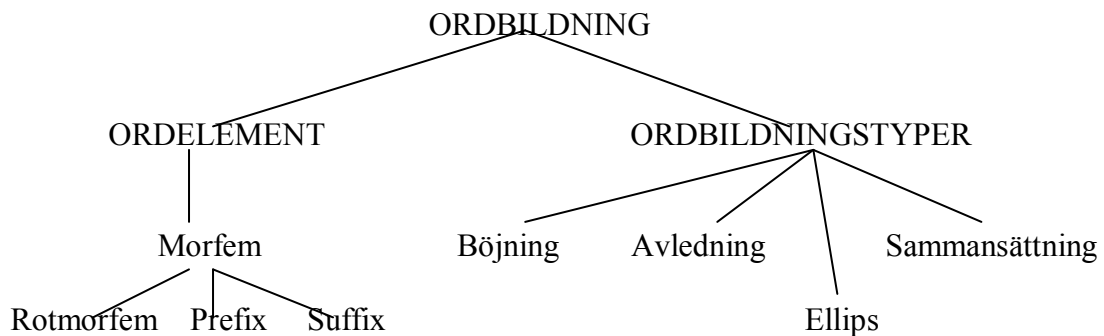 ORDBILDNING
ORDELEMENT ORDBILDNINGSTYPER
Morfem Böjning Avledning Sammansättning
Rotmorfem Prefix Suffix Ellips